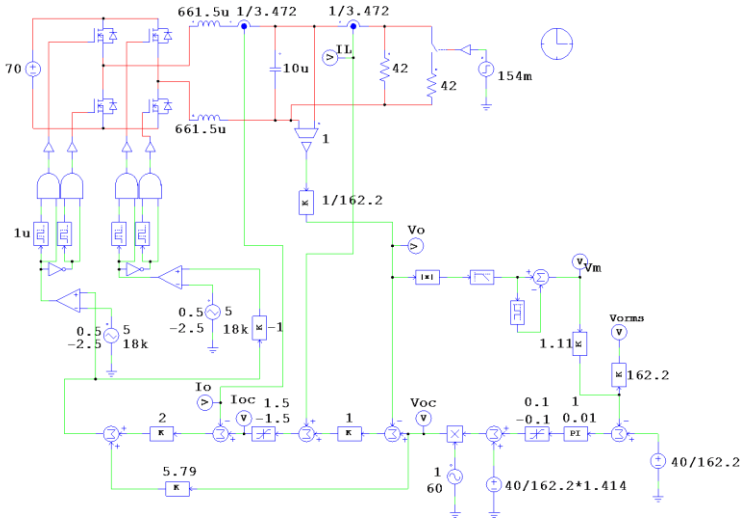 661.5u
1/3.472
1/3.472
IL
V
70
10u
42
42
154m
661.5u
1
K
1/162.2
1u
Vo
V
|x|
V
Vm
Vorms
V
0.5
-2.5
5
18k
K
-1
1.11
K
K
162.2
0.5
-2.5
5
18k
Io
V
Ioc
V
1.5
-1.5
Voc
V
0.1
-0.1
1
0.01
2
K
1
K
PI
5.79
K
1
60
40/162.2*1.414
40/162.2